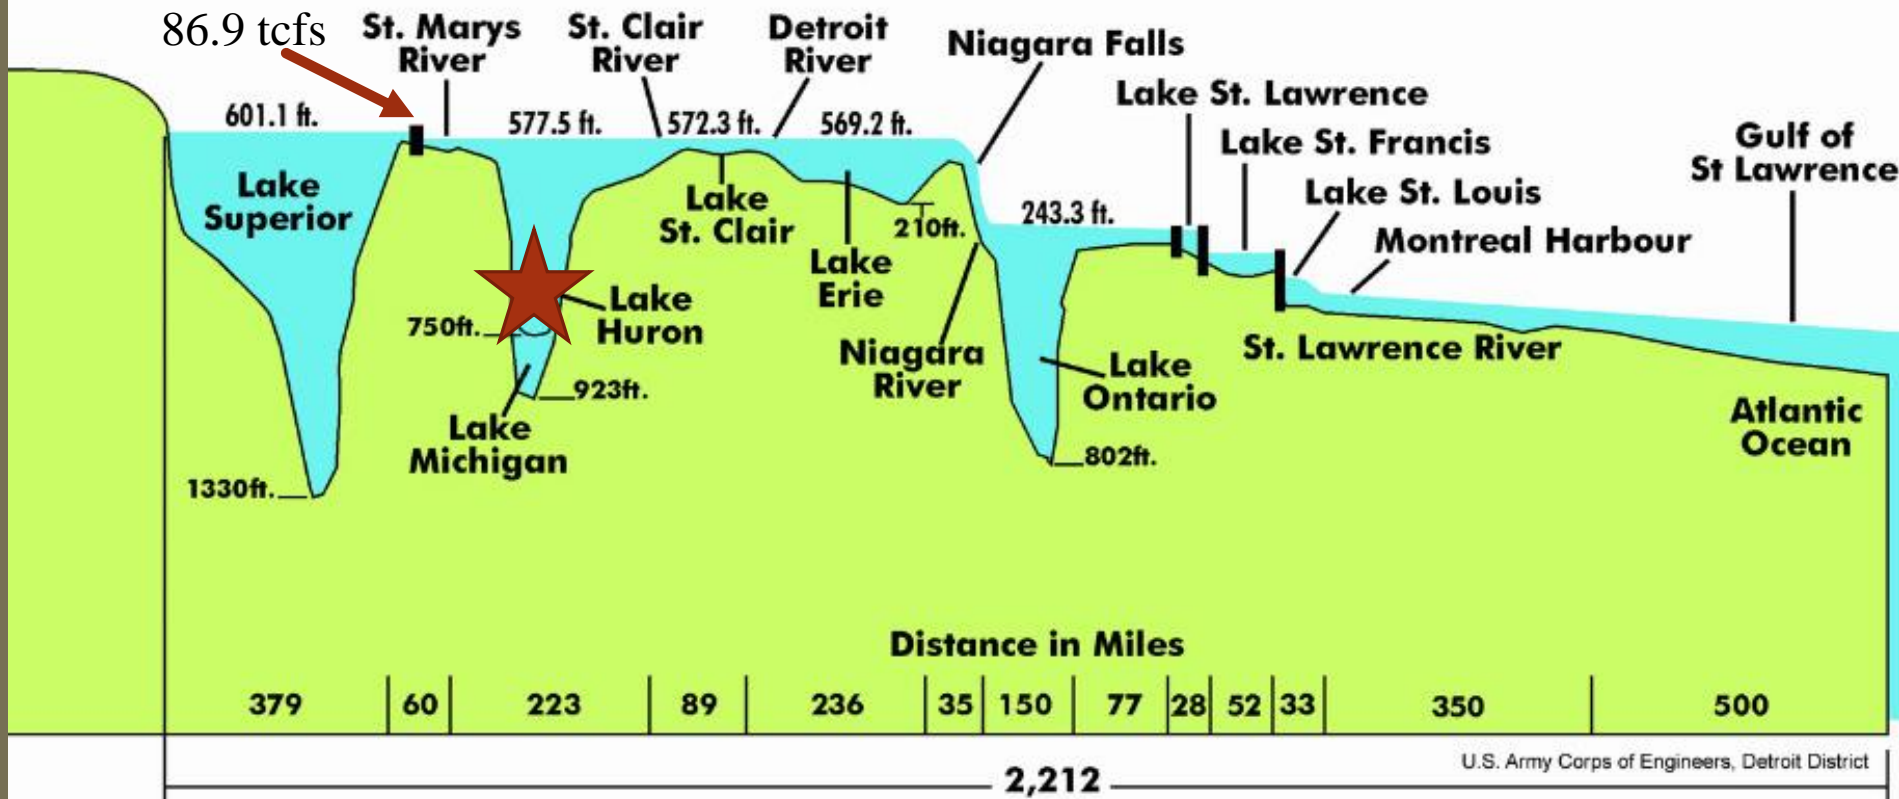 86.9 tcfs
St. Marys
River
St. Clair
River
Detroit
River
Niagara Falls
Lake St. Lawrence
Lake St. Francis
Lake St. Louis
Montreal Harbour
Gulf of
St Lawrence
601.1 ft.
577.5 ft.
572.3 ft.
569.2 ft.
243.3 ft.
Lake
Superior
Lake
St. Clair
210ft.
Lake
Erie
Lake
Huron
750ft.
923ft.
Lake
Michigan
1330ft.
Niagara
River
Lake
Ontario
802ft.
St. Lawrence River
Atlantic
Ocean
Distance in Miles
379 60 223 89 236 35 150 77 28 52 33 350 500
U.S. Army Corps of Engineers, Detroit District
2,212